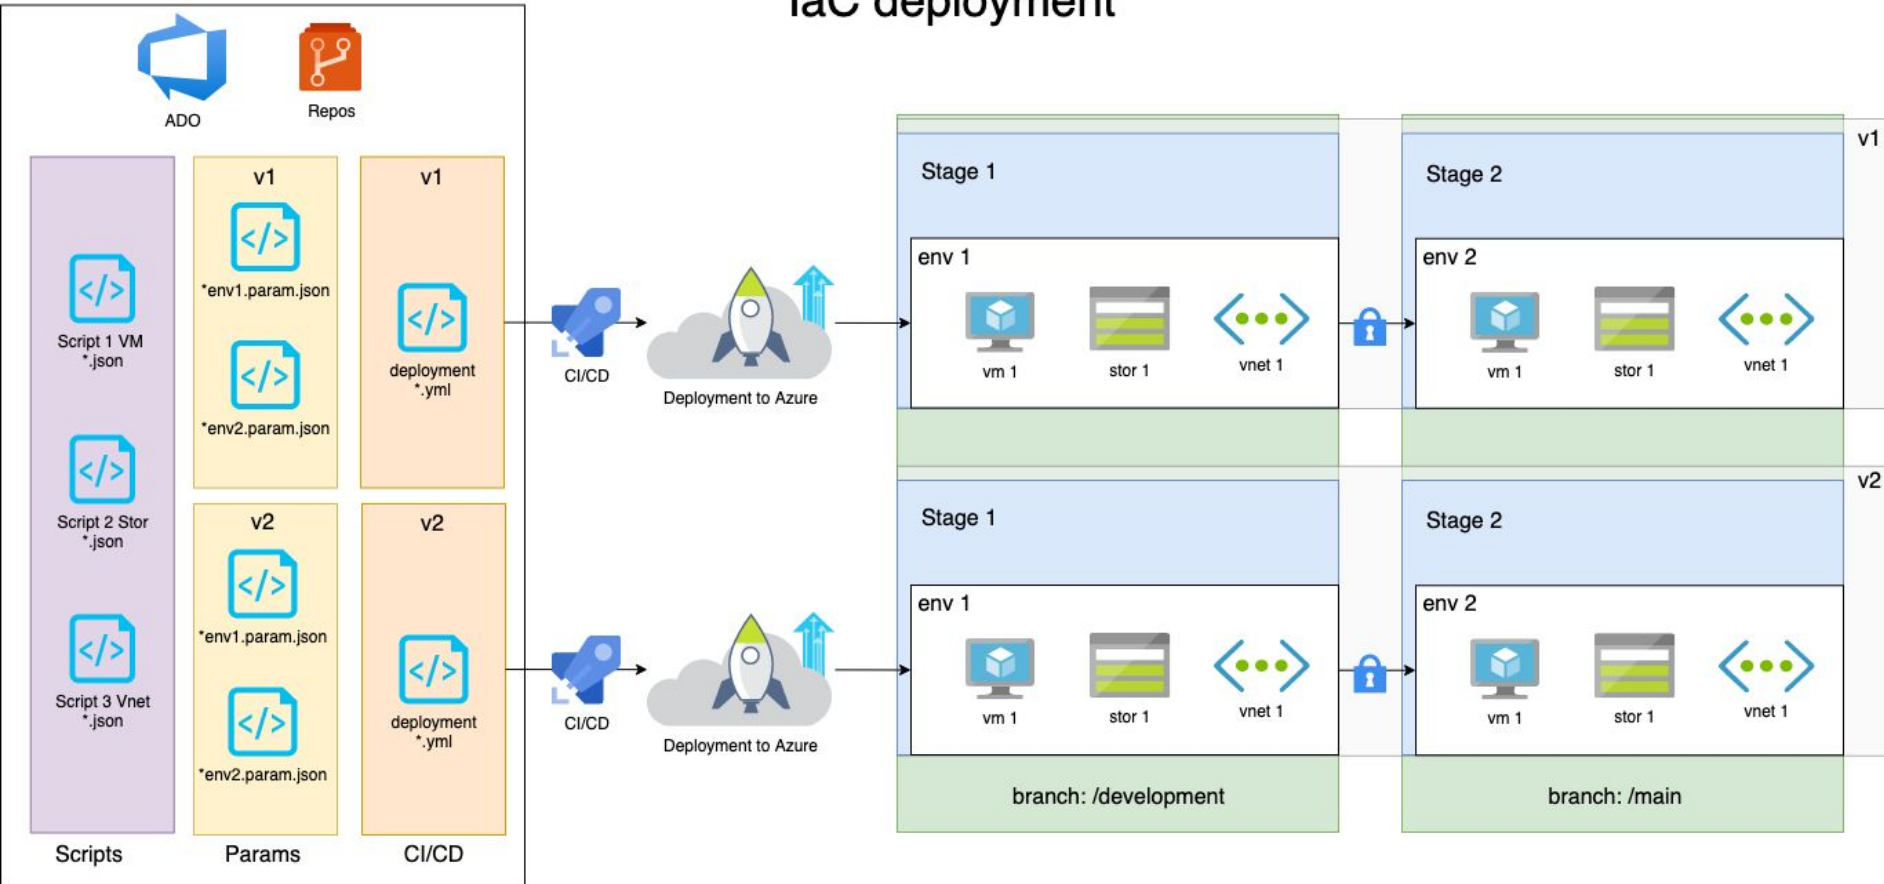 IaC deployment
ADO
Repos
Script 1 VM
*.json
Script 2 Stor
*.json
Script 3 Vnet
*.json
Scripts
v1
*env1.param.json
*env2.param.json
v2
*env1.param.json
*env2.param.json
Params
v1
deployment
*.yml
v2
deployment
*.yml
CI/CD
CI/CD
Deployment to Azure
CI/CD
Deployment to Azure
v1
Stage 1
env 1
vm 1
stor 1
vnet 1
Stage 2
env 2
vm 1
stor 1
vnet 1
v2
Stage 1
env 1
vm 1
stor 1
vnet 1
Stage 2
env 2
vm 1
stor 1
vnet 1
branch: /development
branch: /main